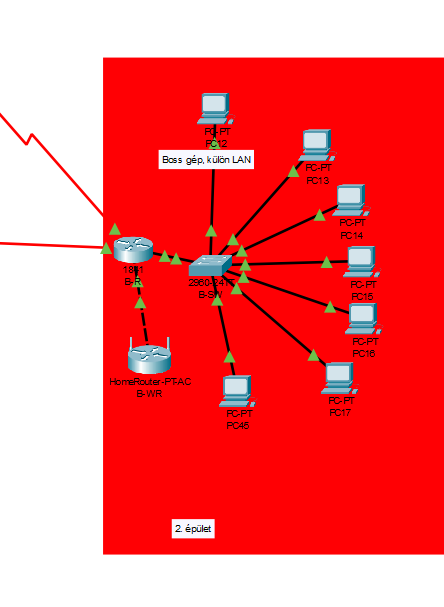 PC-PT
PC12
Boss gép, külön LAN
PC-PT
PC13
PC-PT
PC14
PC-PT
PC15
1841
B-R
2960-24TT
B-SW
PC-PT
PC16
HomeRouter-PT-AC
B-WR
PC-PT
PC17
PC-PT
PC45
2. épület